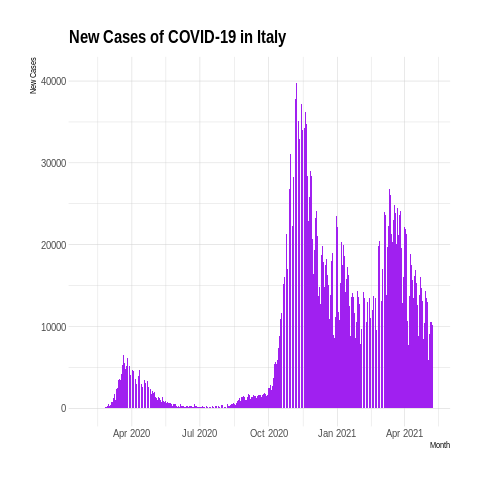 New Cases of COVID-19 in Italy
New Cases
40000
30000
20000
10000
0
Apr 2020 Jul 2020 Oct 2020 Jan 2021 Apr 2021
Month